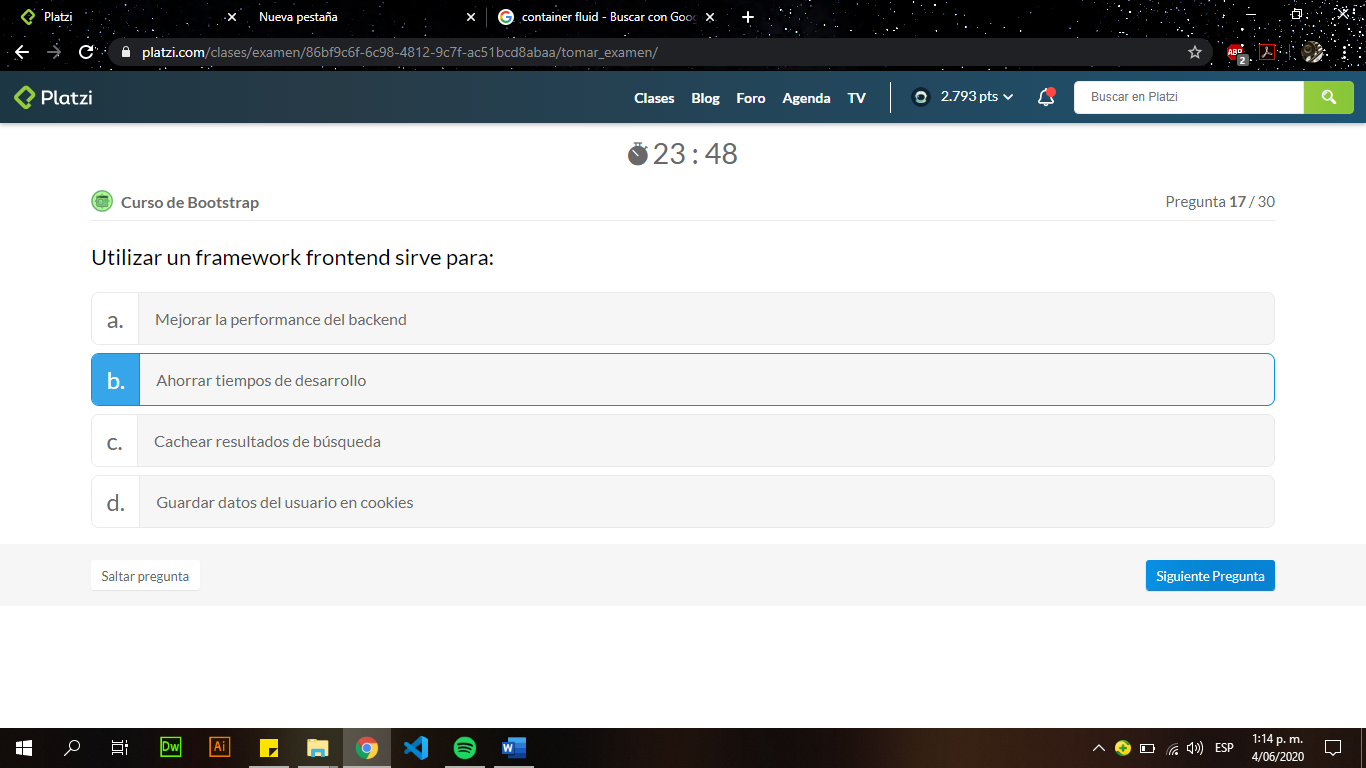 Platzi
Nueva pestaña
container fluid - Buscar con Goog
platzi.com/clases/examen/86bf9c6f-6c98-4812-9c7f-ac51bcd8abaa/tomar_examen/
ABP
2
Platzi
Clases Blog Foro Agenda TV
2.793 pts
Buscar en Platzi
23 : 48
Curso de Bootstrap
Pregunta 17 / 30
Utilizar un framework frontend sirve para:
a. Mejorar la performance del backend
b. Ahorrar tiempos de desarrollo
c. Cachear resultados de búsqueda
d. Guardar datos del usuario en cookies
Saltar pregunta
Siguiente Pregunta
Dw
Ai
W
ESP
1:14 p. m.
4/06/2020